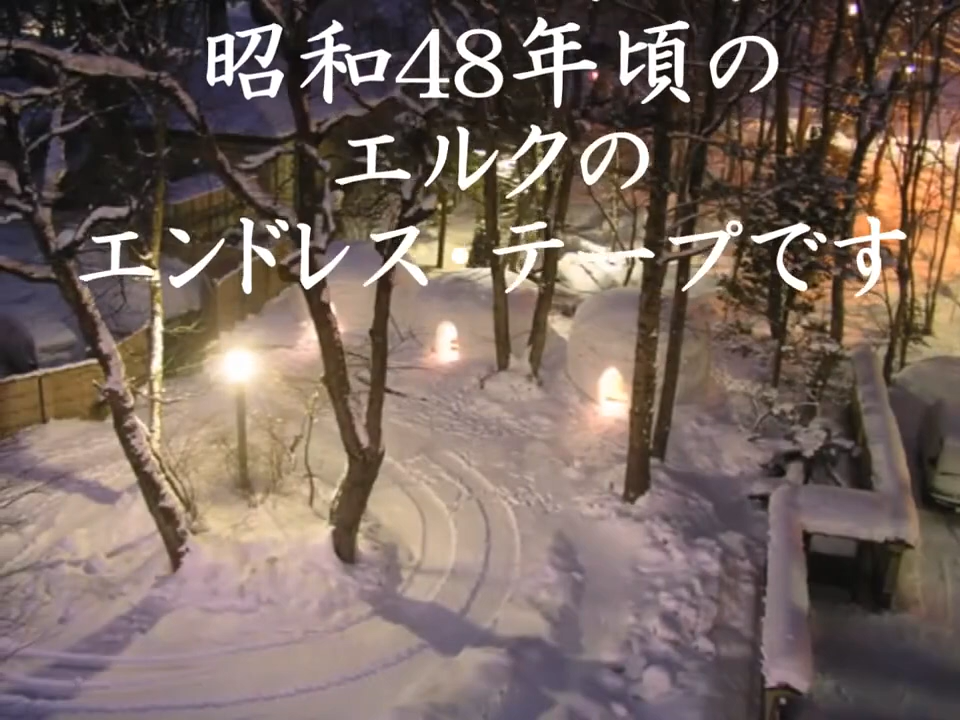 昭和48年頃の
エルクの
エンドレス・テープです